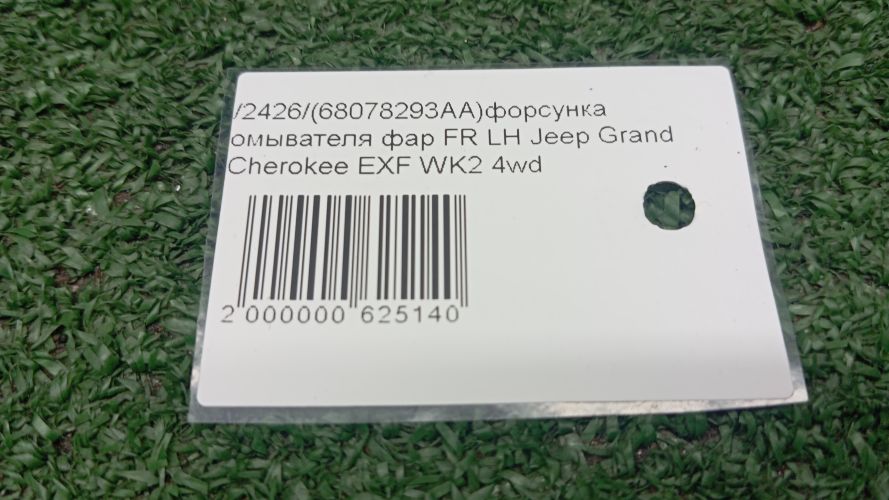 /2426/(68078293AA)форсунка
омывателя фар FR LH Jeep Grand
Cherokee EXF WK2 4wd
2 000000 625140